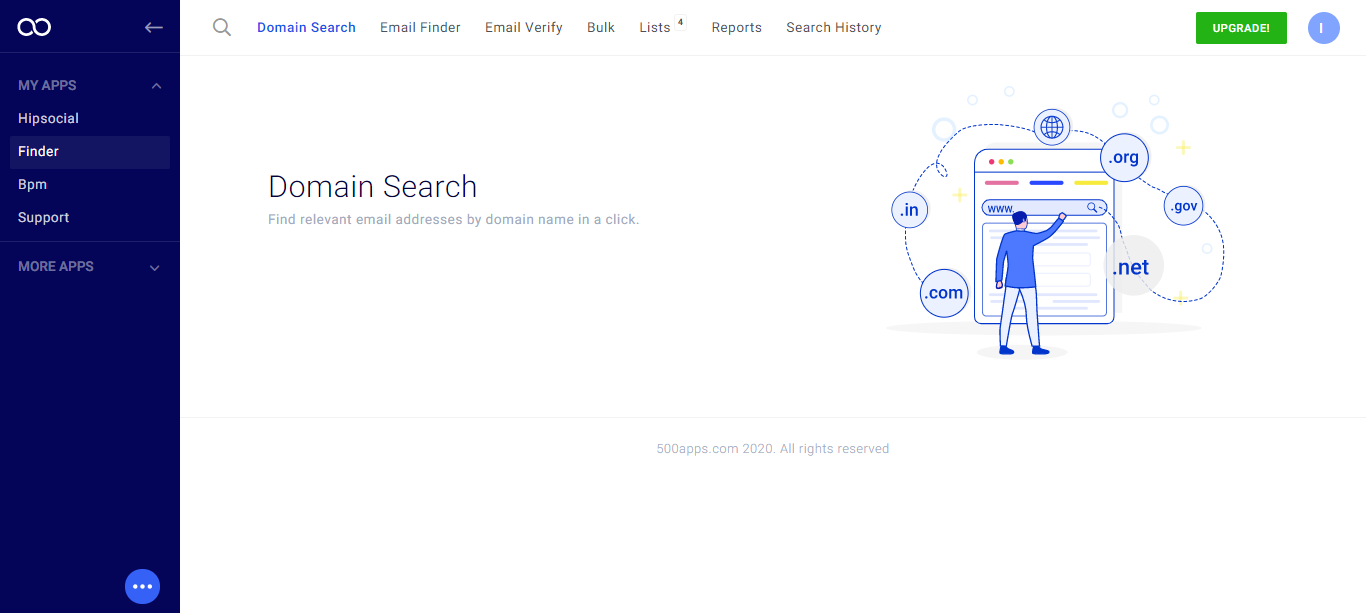 Domain Search
Email Finder
Email Verify
Bulk
Lists 4
Reports
Search History
UPGRADE!
I
MY APPS
Hipsocial
Finder
Bpm
Support
MORE APPS
Domain Search
Find relevant email addresses by domain name in a click.
.org
.in
www.
.gov
.net
.com
500apps.com 2020. All rights reserved